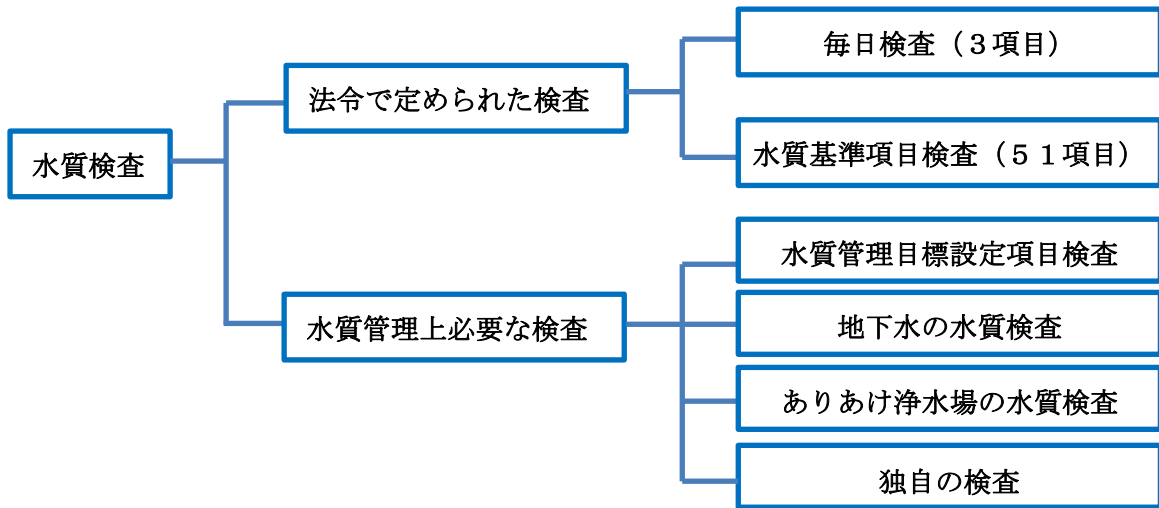 水質検査
法令で定められた検査
毎日検査（３項目）
水質基準項目検査（５１項目）
水質管理上必要な検査
水質管理目標設定項目検査
地下水の水質検査
ありあけ浄水場の水質検査
独自の検査